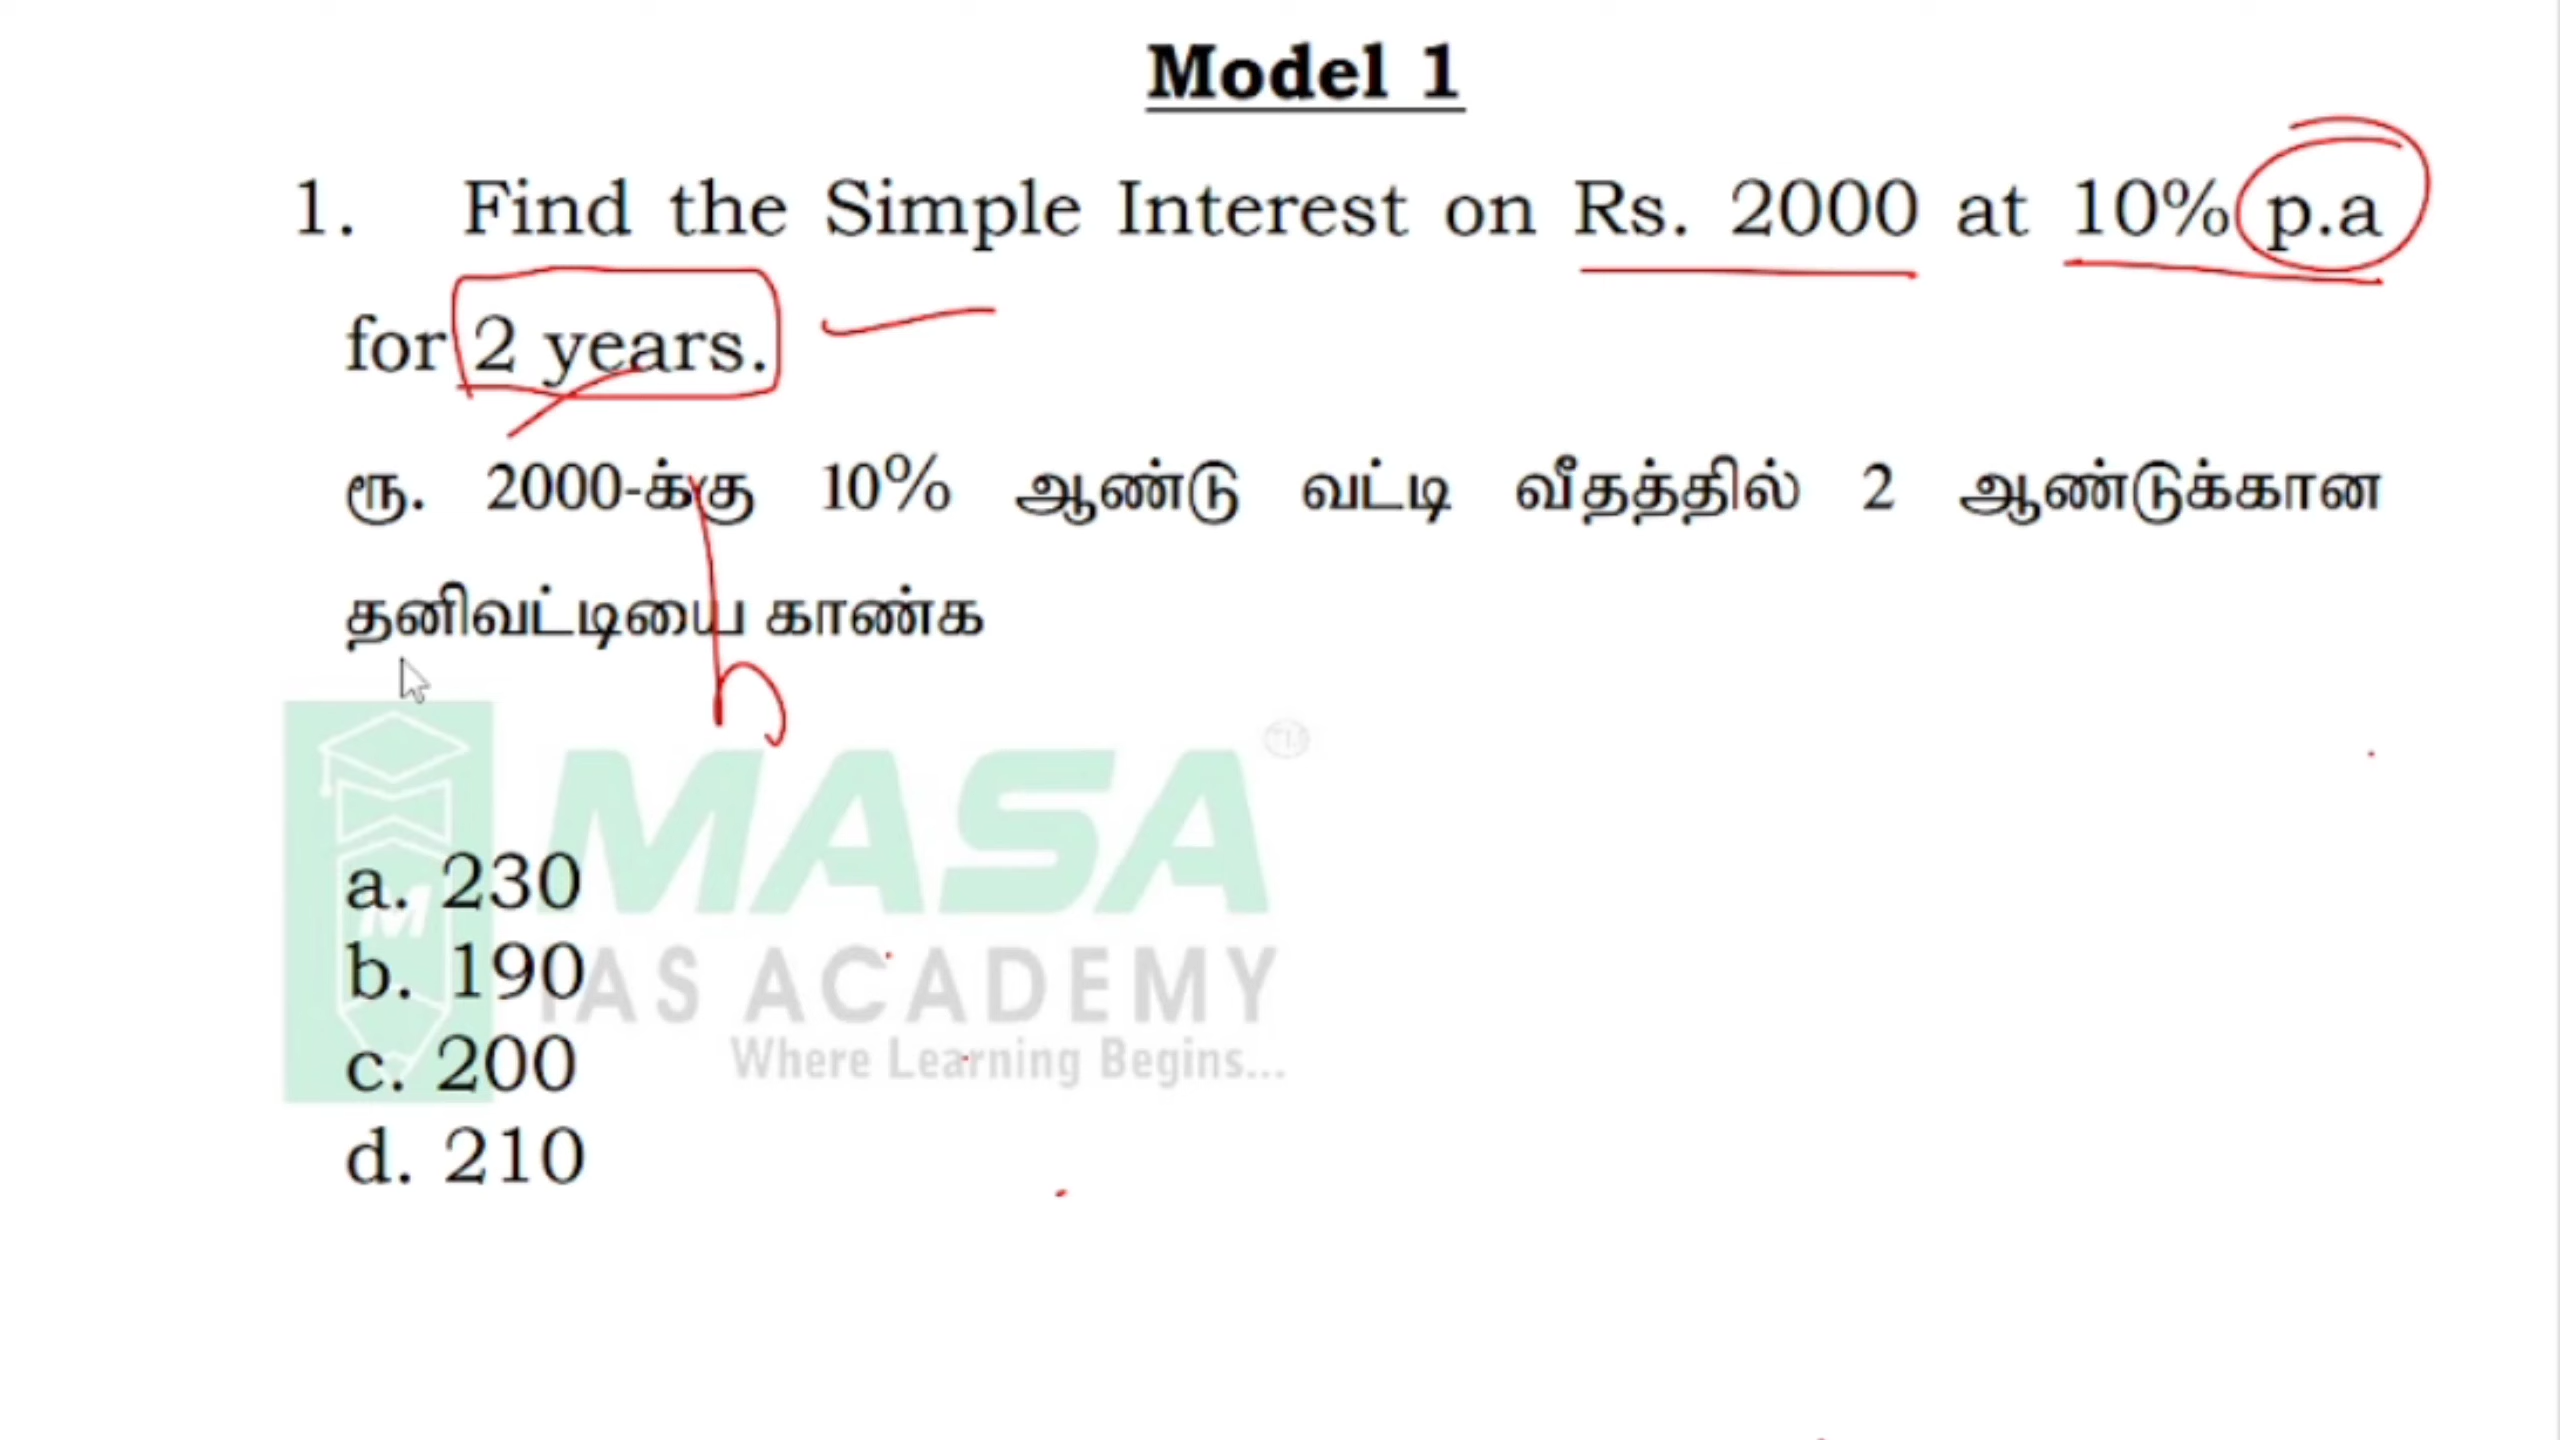 Model 1
1. Find the Simple Interest on Rs. 2000 at 10% p.a
for 2 years.
ரூ. 2000-க்கு 10% ஆண்டு வட்டி வீதத்தில் 2 ஆண்டுக்கான
தனிவட்டியை காண்க
h
MASA
IAS ACADEMY
Where Learning Begins...
M
a. 230
b. 190
c. 200
d. 210